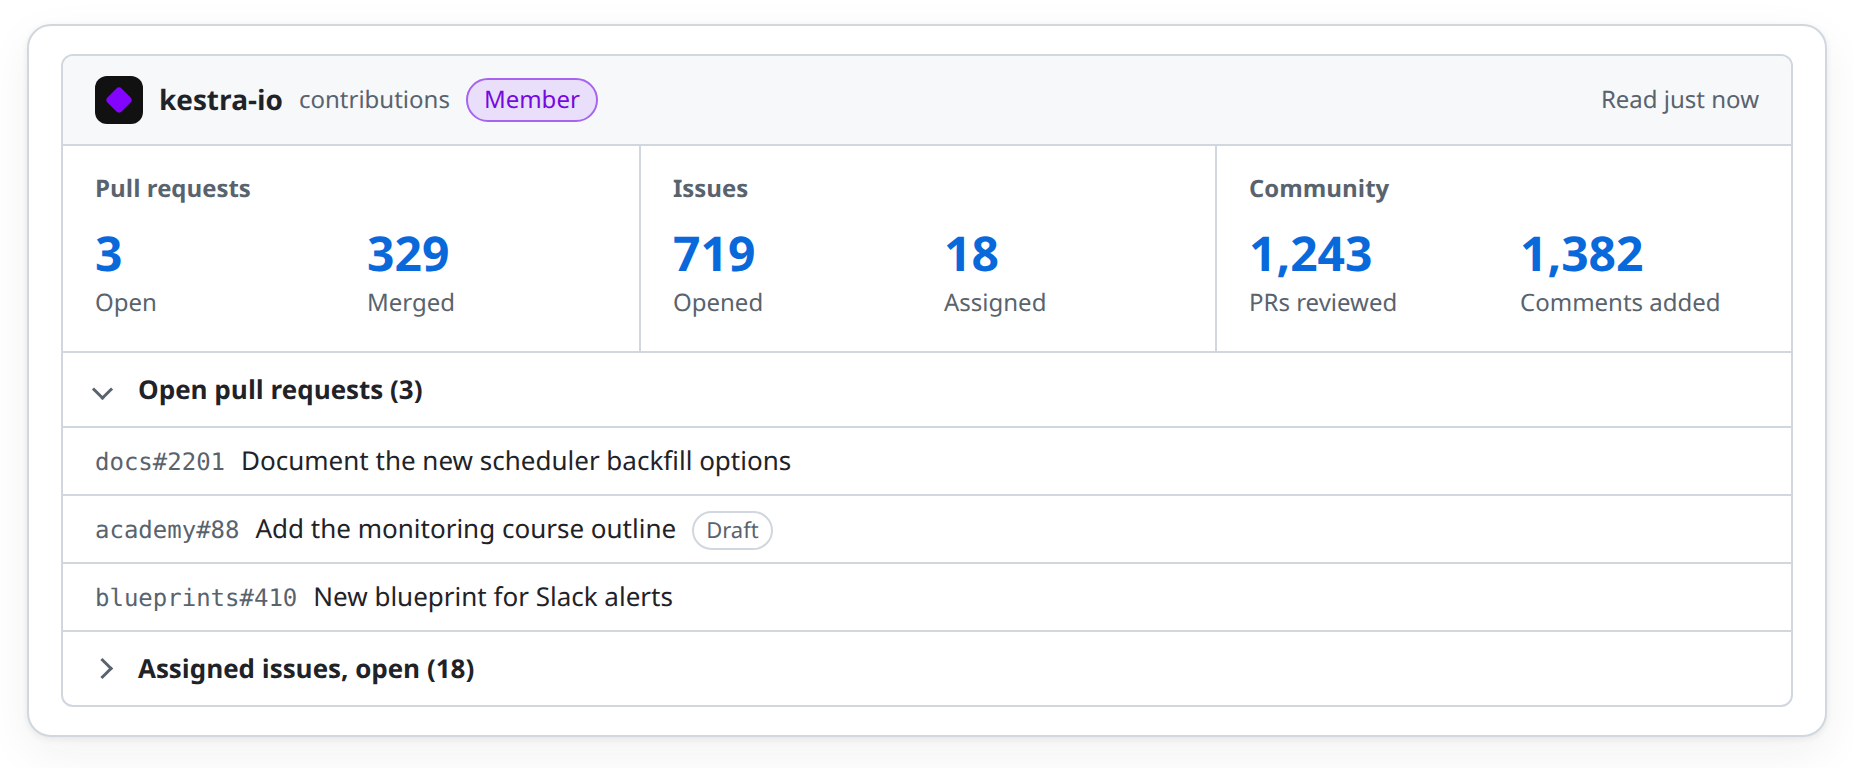 kestra-io contributions Member Read just now
Pull requests Issues Community
3 329 719 18 1,243 1,382
Open Merged Opened Assigned PRs reviewed Comments added
Open pull requests (3)
docs#2201 Document the new scheduler backfill options
academy#88 Add the monitoring course outline Draft
blueprints#410 New blueprint for Slack alerts
Assigned issues, open (18)